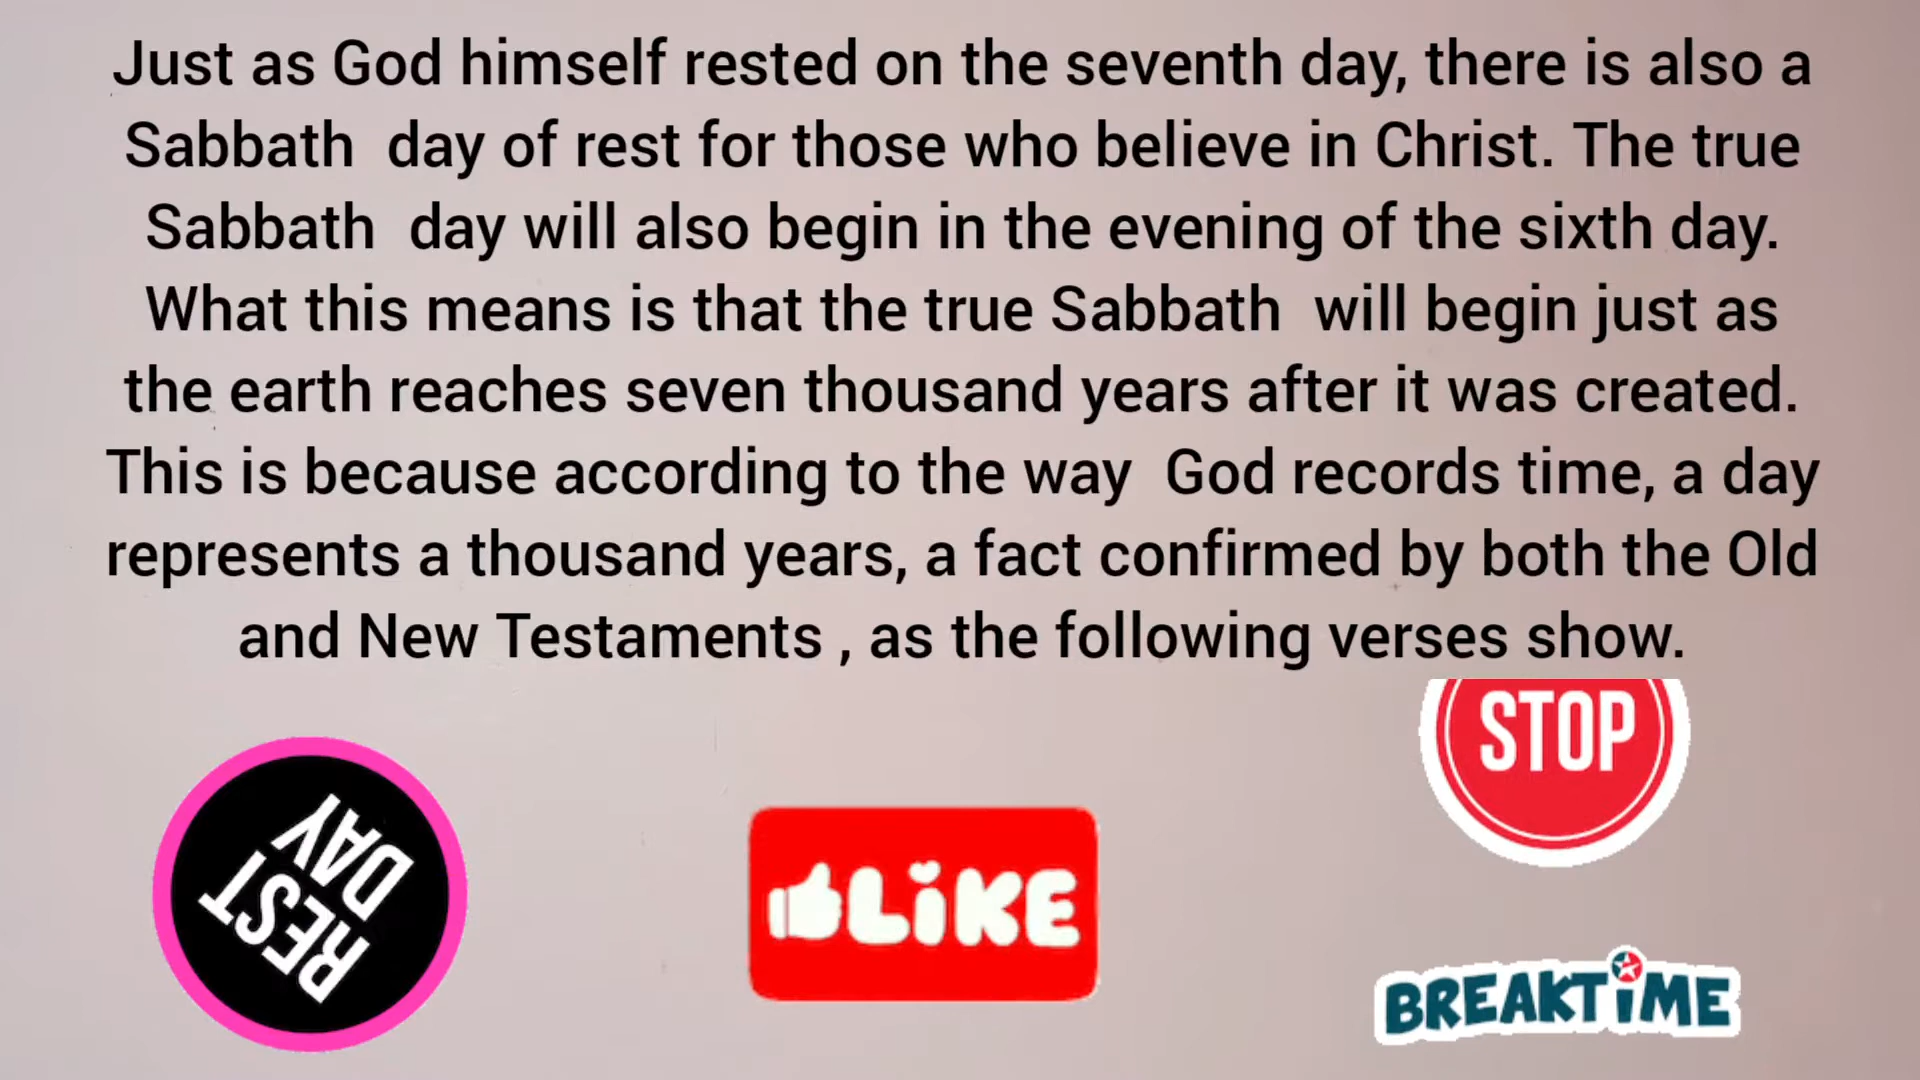 Just as God himself rested on the seventh day, there is also a
Sabbath  day of rest for those who believe in Christ. The true
Sabbath  day will also begin in the evening of the sixth day.
What this means is that the true Sabbath  will begin just as
the earth reaches seven thousand years after it was created.
This is because according to the way  God records time, a day
represents a thousand years, a fact confirmed by both the Old
and New Testaments , as the following verses show.
STOP
REST
DAY
LiKE
BREAKTiME